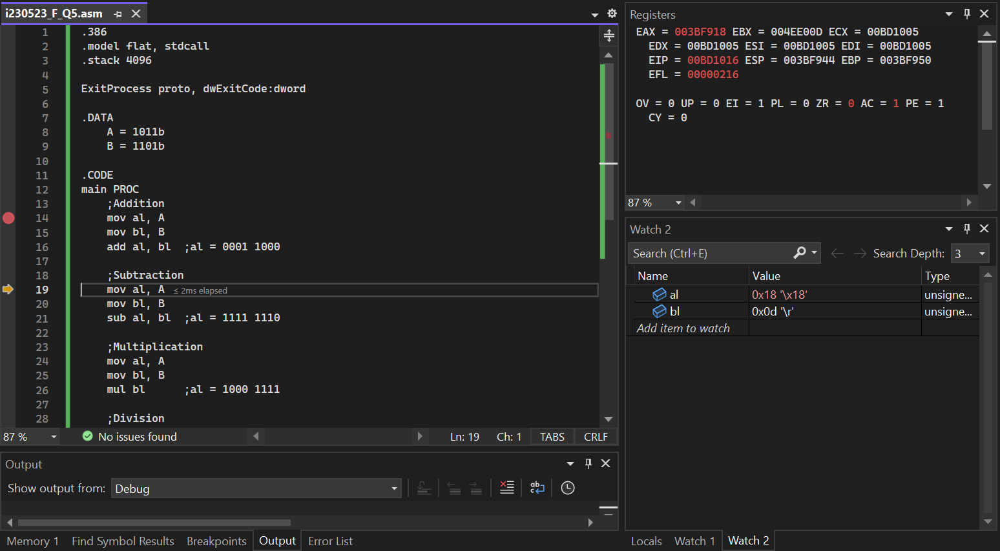 i230523_F_Q5.asm
1 .386
2 .model flat, stdcall
3 .stack 4096
4
5 ExitProcess proto, dwExitCode:dword
6
7 .DATA
8     A = 1011b
9     B = 1101b
10
11 .CODE
12 main PROC
13     ;Addition
14     mov al, A
15     mov bl, B
16     add al, bl  ;al = 0001 1000
17
18     ;Subtraction
19     mov al, A ≤ 2ms elapsed
20     mov bl, B
21     sub al, bl  ;al = 1111 1110
22
23     ;Multiplication
24     mov al, A
25     mov bl, B
26     mul bl      ;al = 1000 1111
27
28     ;Division
87 % No issues found Ln: 19 Ch: 1 TABS CRLF
Output
Show output from: Debug
Memory 1 Find Symbol Results Breakpoints Output Error List
Registers
EAX = 003BF918 EBX = 004EE00D ECX = 00BD1005
EDX = 00BD1005 ESI = 00BD1005 EDI = 00BD1005
EIP = 00BD1016 ESP = 003BF944 EBP = 003BF950
EFL = 00000216
OV = 0 UP = 0 EI = 1 PL = 0 ZR = 0 AC = 1 PE = 1
CY = 0
87 %
Watch 2
Search (Ctrl+E) Search Depth: 3
Name Value Type
al 0x18 '\x18' unsigne...
bl 0x0d '\r' unsigne...
Add item to watch
Locals Watch 1 Watch 2